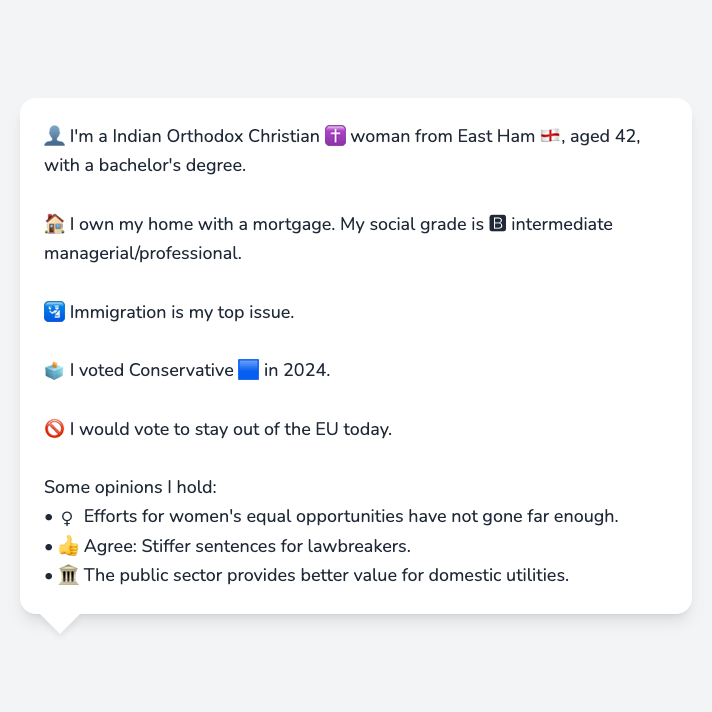 👤 I'm a Indian Orthodox Christian ✝️ woman from East Ham 🏴󠁧󠁢󠁥󠁮󠁧󠁿, aged 42,
with a bachelor's degree.
🏠 I own my home with a mortgage. My social grade is 🅱 intermediate
managerial/professional.
🛂 Immigration is my top issue.
🗳️ I voted Conservative 🟦 in 2024.
🚫 I would vote to stay out of the EU today.
Some opinions I hold:
• ♀ Efforts for women's equal opportunities have not gone far enough.
• 👍 Agree: Stiffer sentences for lawbreakers.
• 🏛️ The public sector provides better value for domestic utilities.